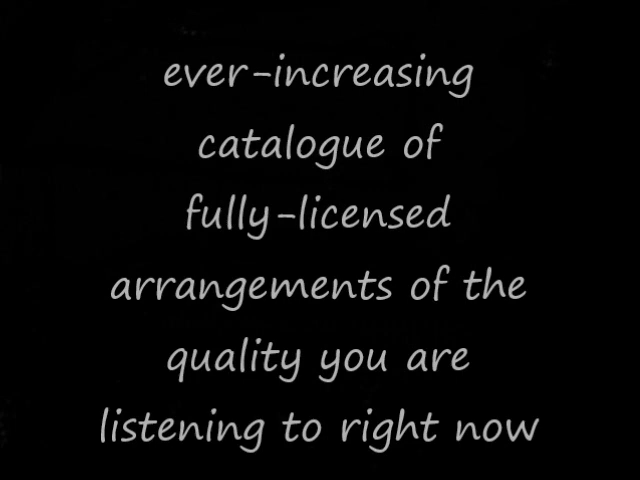 ever-increasing
catalogue of
fully-licensed
arrangements of the
quality you are
listening to right now